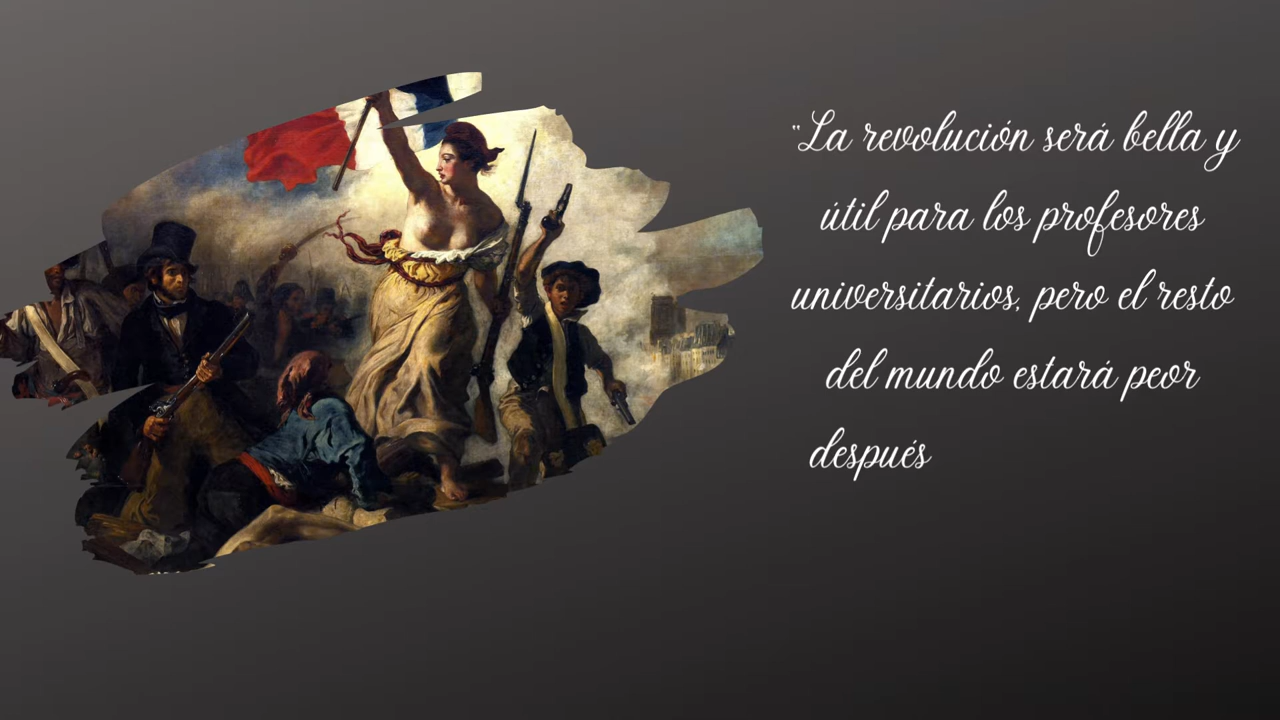 "La revolución será bella y
útil para los profesores
universitarios, pero el resto
del mundo estará peor
después